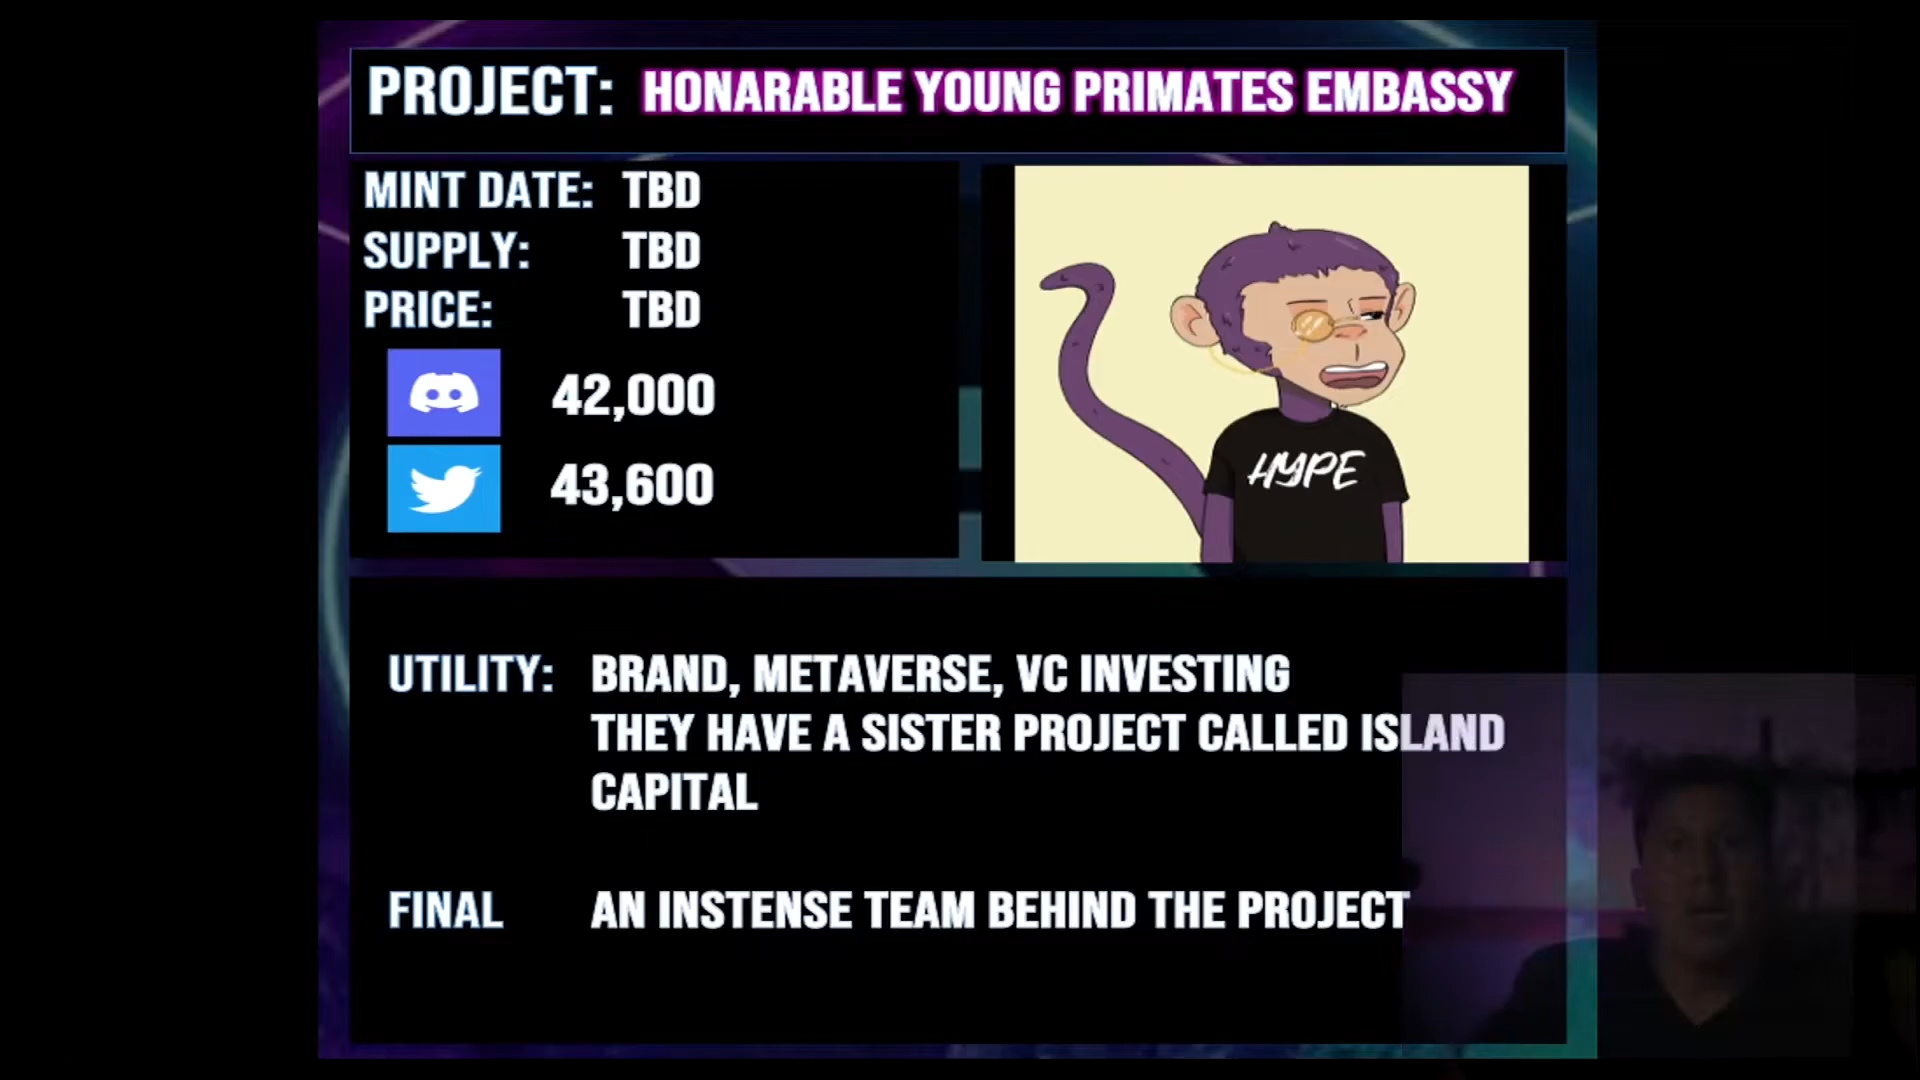 PROJECT: HONARABLE YOUNG PRIMATES EMBASSY
MINT DATE: TBD
SUPPLY: TBD
PRICE: TBD
42,000
43,600
HYPE
UTILITY: BRAND, METAVERSE, VC INVESTING
THEY HAVE A SISTER PROJECT CALLED ISLAND
CAPITAL
FINAL AN INSTENSE TEAM BEHIND THE PROJECT